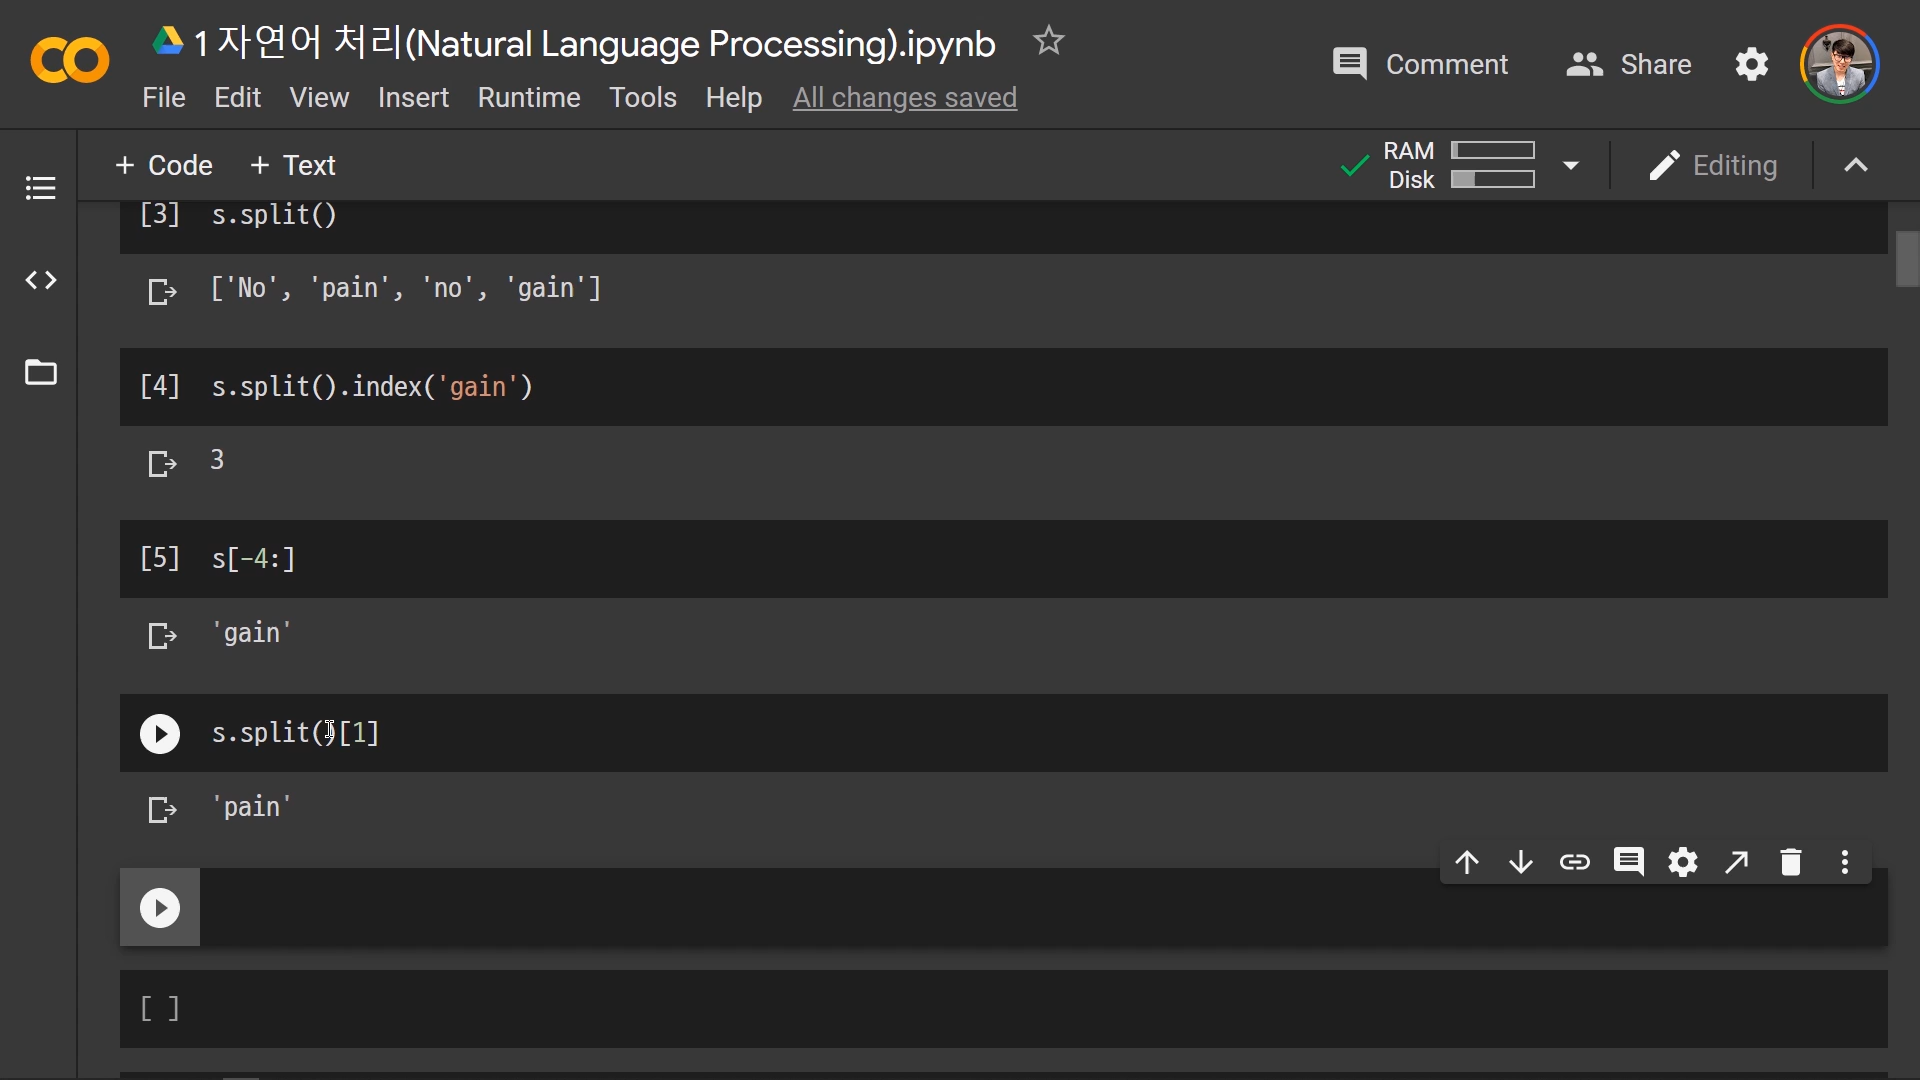 1 자연어 처리(Natural Language Processing).ipynb
Comment
Share
File Edit View Insert Runtime Tools Help All changes saved
+ Code + Text
RAM
Disk
Editing
[3] s.split()
['No', 'pain', 'no', 'gain']
[4] s.split().index('gain')
3
[5] s[-4:]
'gain'
s.split()[1]
'pain'
[ ]